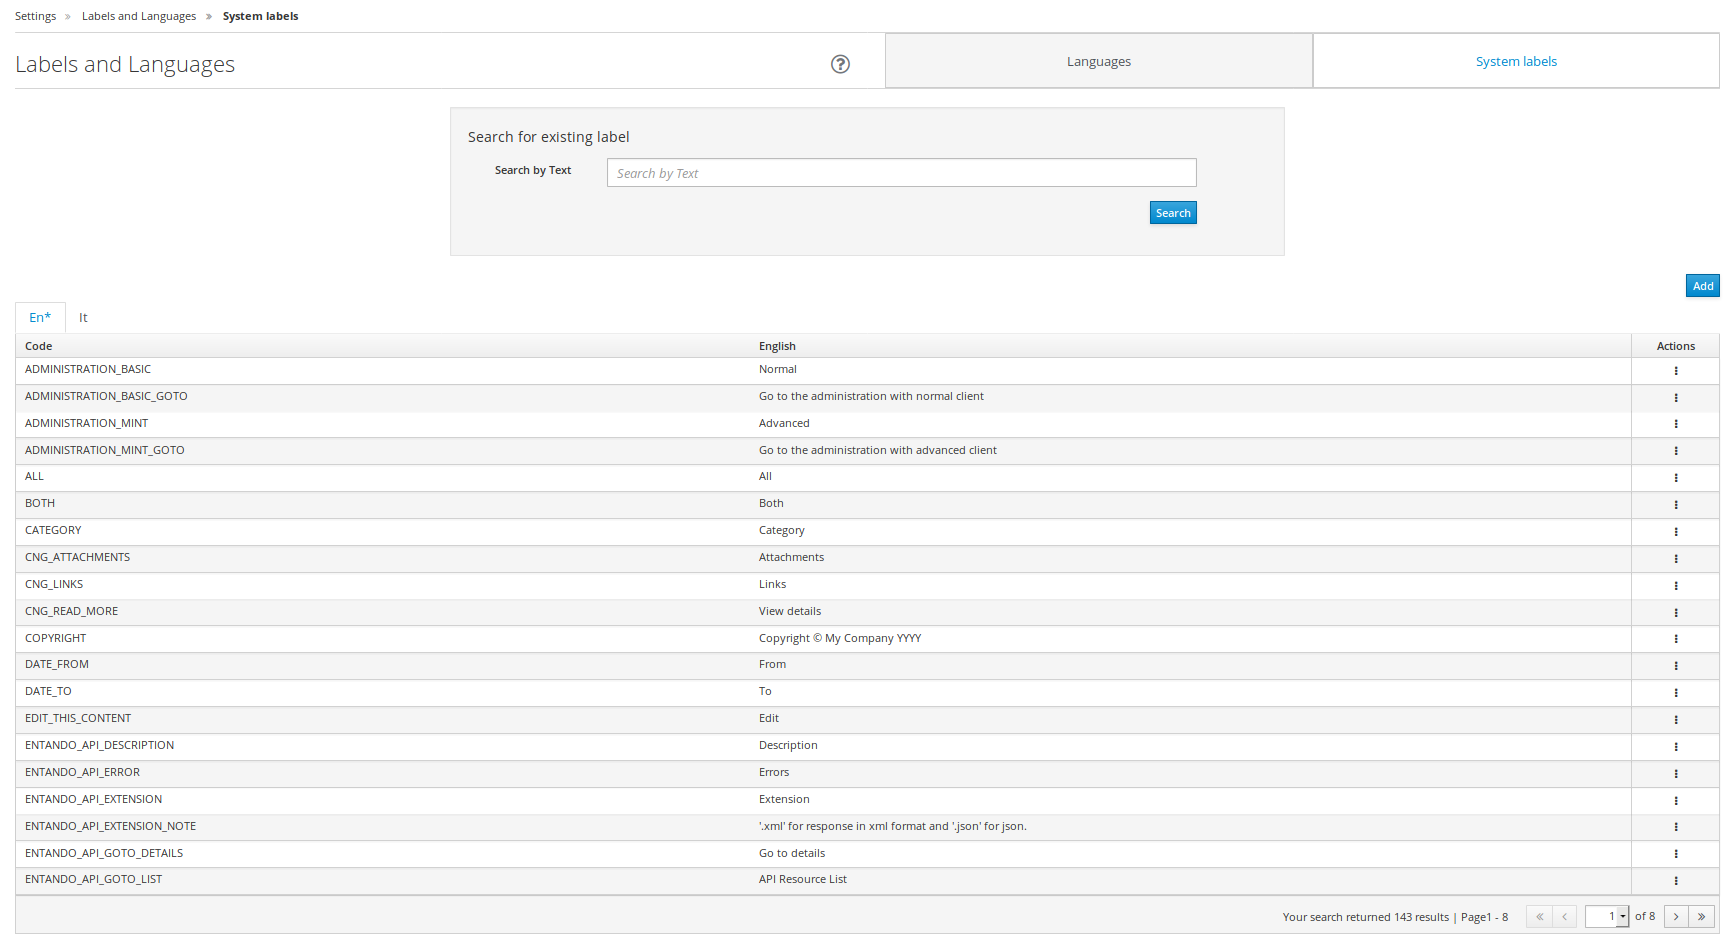 Settings » Labels and Languages » System labels
Labels and Languages
Languages
System labels
Search for existing label
Search by Text
Search by Text
Search
Add
En* It
Code English Actions
ADMINISTRATION_BASIC Normal
ADMINISTRATION_BASIC_GOTO Go to the administration with normal client
ADMINISTRATION_MINT Advanced
ADMINISTRATION_MINT_GOTO Go to the administration with advanced client
ALL All
BOTH Both
CATEGORY Category
CNG_ATTACHMENTS Attachments
CNG_LINKS Links
CNG_READ_MORE View details
COPYRIGHT Copyright © My Company YYYY
DATE_FROM From
DATE_TO To
EDIT_THIS_CONTENT Edit
ENTANDO_API_DESCRIPTION Description
ENTANDO_API_ERROR Errors
ENTANDO_API_EXTENSION Extension
ENTANDO_API_EXTENSION_NOTE '.xml' for response in xml format and '.json' for json.
ENTANDO_API_GOTO_DETAILS Go to details
ENTANDO_API_GOTO_LIST API Resource List
Your search returned 143 results | Page1 - 8 « ‹ 1 of 8 › »